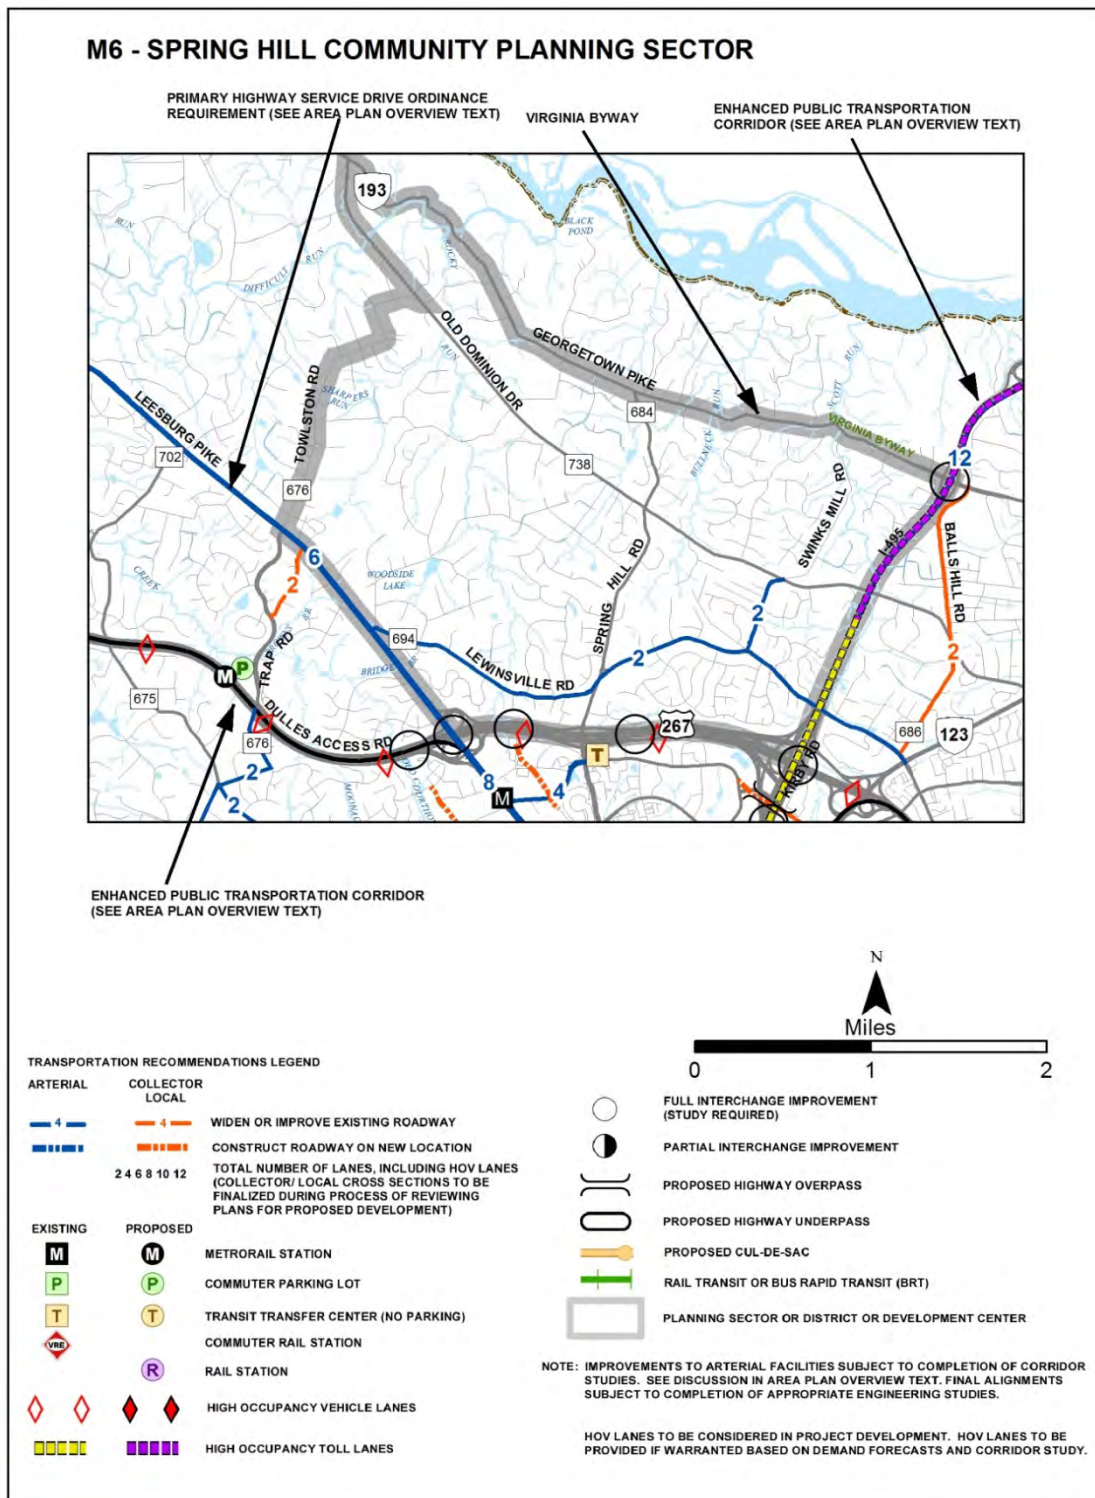 M6 - SPRING HILL COMMUNITY PLANNING SECTOR
PRIMARY HIGHWAY SERVICE DRIVE ORDINANCE
REQUIREMENT (SEE AREA PLAN OVERVIEW TEXT)
VIRGINIA BYWAY
ENHANCED PUBLIC TRANSPORTATION
CORRIDOR (SEE AREA PLAN OVERVIEW TEXT)
193
BLACK
POND
RUN
DIFFICULT RUN
ROCKY
RUN
OLD DOMINION DR
GEORGETOWN PIKE
SHARPERS
RUN
TOWLSTON RD
LEESBURG PIKE
684
BULLNECK RUN
SCOTT RUN
VIRGINIA BYWAY
702
738
12
676
SWINKS MILL RD
I-495
BALLS HILL RD
6
2
CREEK
WOODSIDE
LAKE
SPRING HILL RD
2
694
LEWINSVILLE RD
2
2
TRAP RD
P
M
675
DULLES ACCESS RD
267
686
123
676
KIRBY RD
T
2
8
4
M
2
ENHANCED PUBLIC TRANSPORTATION CORRIDOR
(SEE AREA PLAN OVERVIEW TEXT)
N
Miles
0 1 2
TRANSPORTATION RECOMMENDATIONS LEGEND
ARTERIAL COLLECTOR
LOCAL
4 4 WIDEN OR IMPROVE EXISTING ROADWAY
CONSTRUCT ROADWAY ON NEW LOCATION
2 4 6 8 10 12 TOTAL NUMBER OF LANES, INCLUDING HOV LANES
(COLLECTOR/ LOCAL CROSS SECTIONS TO BE
FINALIZED DURING PROCESS OF REVIEWING
PLANS FOR PROPOSED DEVELOPMENT)
EXISTING PROPOSED
M M METRORAIL STATION
P P COMMUTER PARKING LOT
T T TRANSIT TRANSFER CENTER (NO PARKING)
VRE COMMUTER RAIL STATION
R RAIL STATION
HIGH OCCUPANCY VEHICLE LANES
HIGH OCCUPANCY TOLL LANES
FULL INTERCHANGE IMPROVEMENT
(STUDY REQUIRED)
PARTIAL INTERCHANGE IMPROVEMENT
PROPOSED HIGHWAY OVERPASS
PROPOSED HIGHWAY UNDERPASS
PROPOSED CUL-DE-SAC
RAIL TRANSIT OR BUS RAPID TRANSIT (BRT)
PLANNING SECTOR OR DISTRICT OR DEVELOPMENT CENTER
NOTE: IMPROVEMENTS TO ARTERIAL FACILITIES SUBJECT TO COMPLETION OF CORRIDOR
STUDIES. SEE DISCUSSION IN AREA PLAN OVERVIEW TEXT. FINAL ALIGNMENTS
SUBJECT TO COMPLETION OF APPROPRIATE ENGINEERING STUDIES.
HOV LANES TO BE CONSIDERED IN PROJECT DEVELOPMENT. HOV LANES TO BE
PROVIDED IF WARRANTED BASED ON DEMAND FORECASTS AND CORRIDOR STUDY.